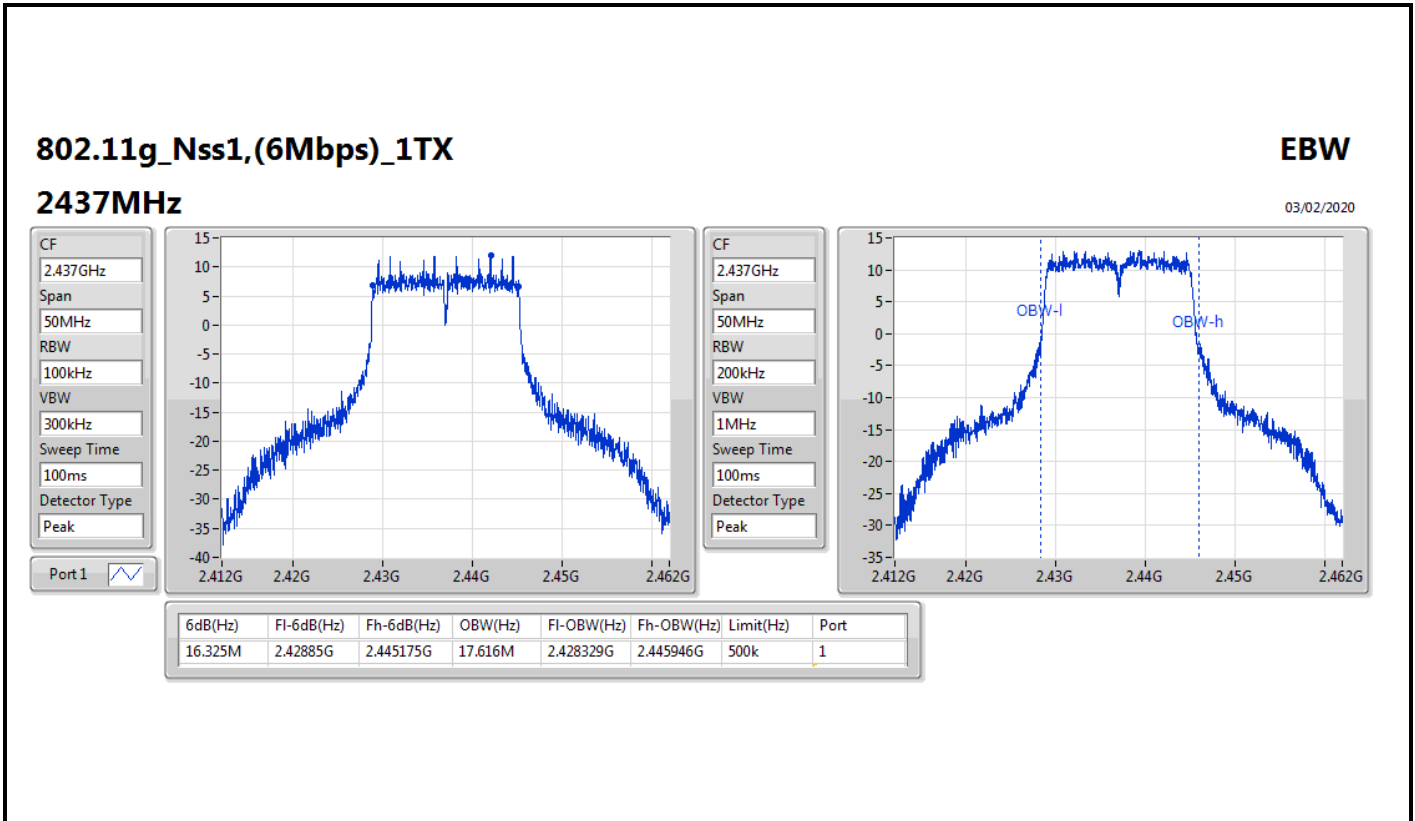 802.11g_Nss1,(6Mbps)_1TX
EBW
2437MHz
03/02/2020
CF
2.437GHz
Span
50MHz
RBW
100kHz
VBW
300kHz
Sweep Time
100ms
Detector Type
Peak
Port 1
15
10
5
0
-5
-10
-15
-20
-25
-30
-35
-40
2.412G 2.42G 2.43G 2.44G 2.45G 2.462G
CF
2.437GHz
Span
50MHz
RBW
200kHz
VBW
1MHz
Sweep Time
100ms
Detector Type
Peak
15
10
5
0
-5
-10
-15
-20
-25
-30
-35
OBW-l
OBW-h
2.412G 2.42G 2.43G 2.44G 2.45G 2.462G
6dB(Hz) Fl-6dB(Hz) Fh-6dB(Hz) OBW(Hz) Fl-OBW(Hz) Fh-OBW(Hz) Limit(Hz) Port
16.325M 2.42885G 2.445175G 17.616M 2.428329G 2.445946G 500k 1